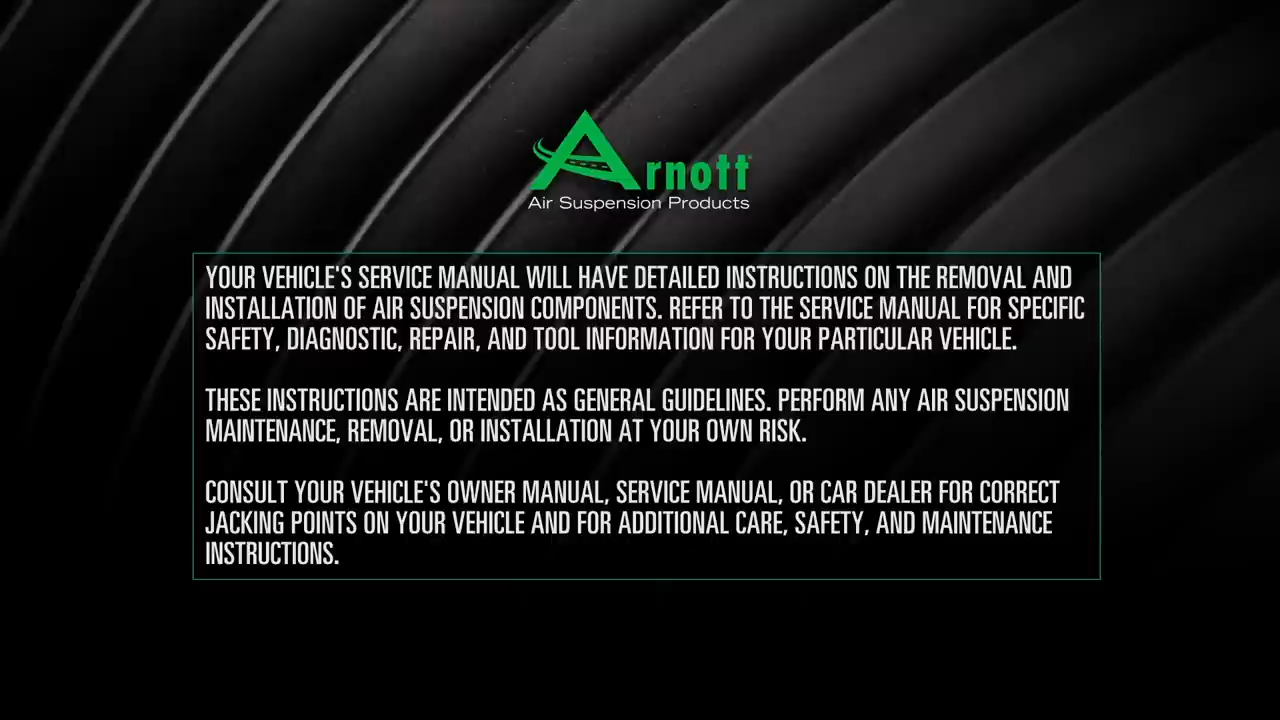 Arnott
Air Suspension Products
YOUR VEHICLE'S SERVICE MANUAL WILL HAVE DETAILED INSTRUCTIONS ON THE REMOVAL AND
INSTALLATION OF AIR SUSPENSION COMPONENTS. REFER TO THE SERVICE MANUAL FOR SPECIFIC
SAFETY, DIAGNOSTIC, REPAIR, AND TOOL INFORMATION FOR YOUR PARTICULAR VEHICLE.
THESE INSTRUCTIONS ARE INTENDED AS GENERAL GUIDELINES. PERFORM ANY AIR SUSPENSION
MAINTENANCE, REMOVAL, OR INSTALLATION AT YOUR OWN RISK.
CONSULT YOUR VEHICLE'S OWNER MANUAL, SERVICE MANUAL, OR CAR DEALER FOR CORRECT
JACKING POINTS ON YOUR VEHICLE AND FOR ADDITIONAL CARE, SAFETY, AND MAINTENANCE
INSTRUCTIONS.